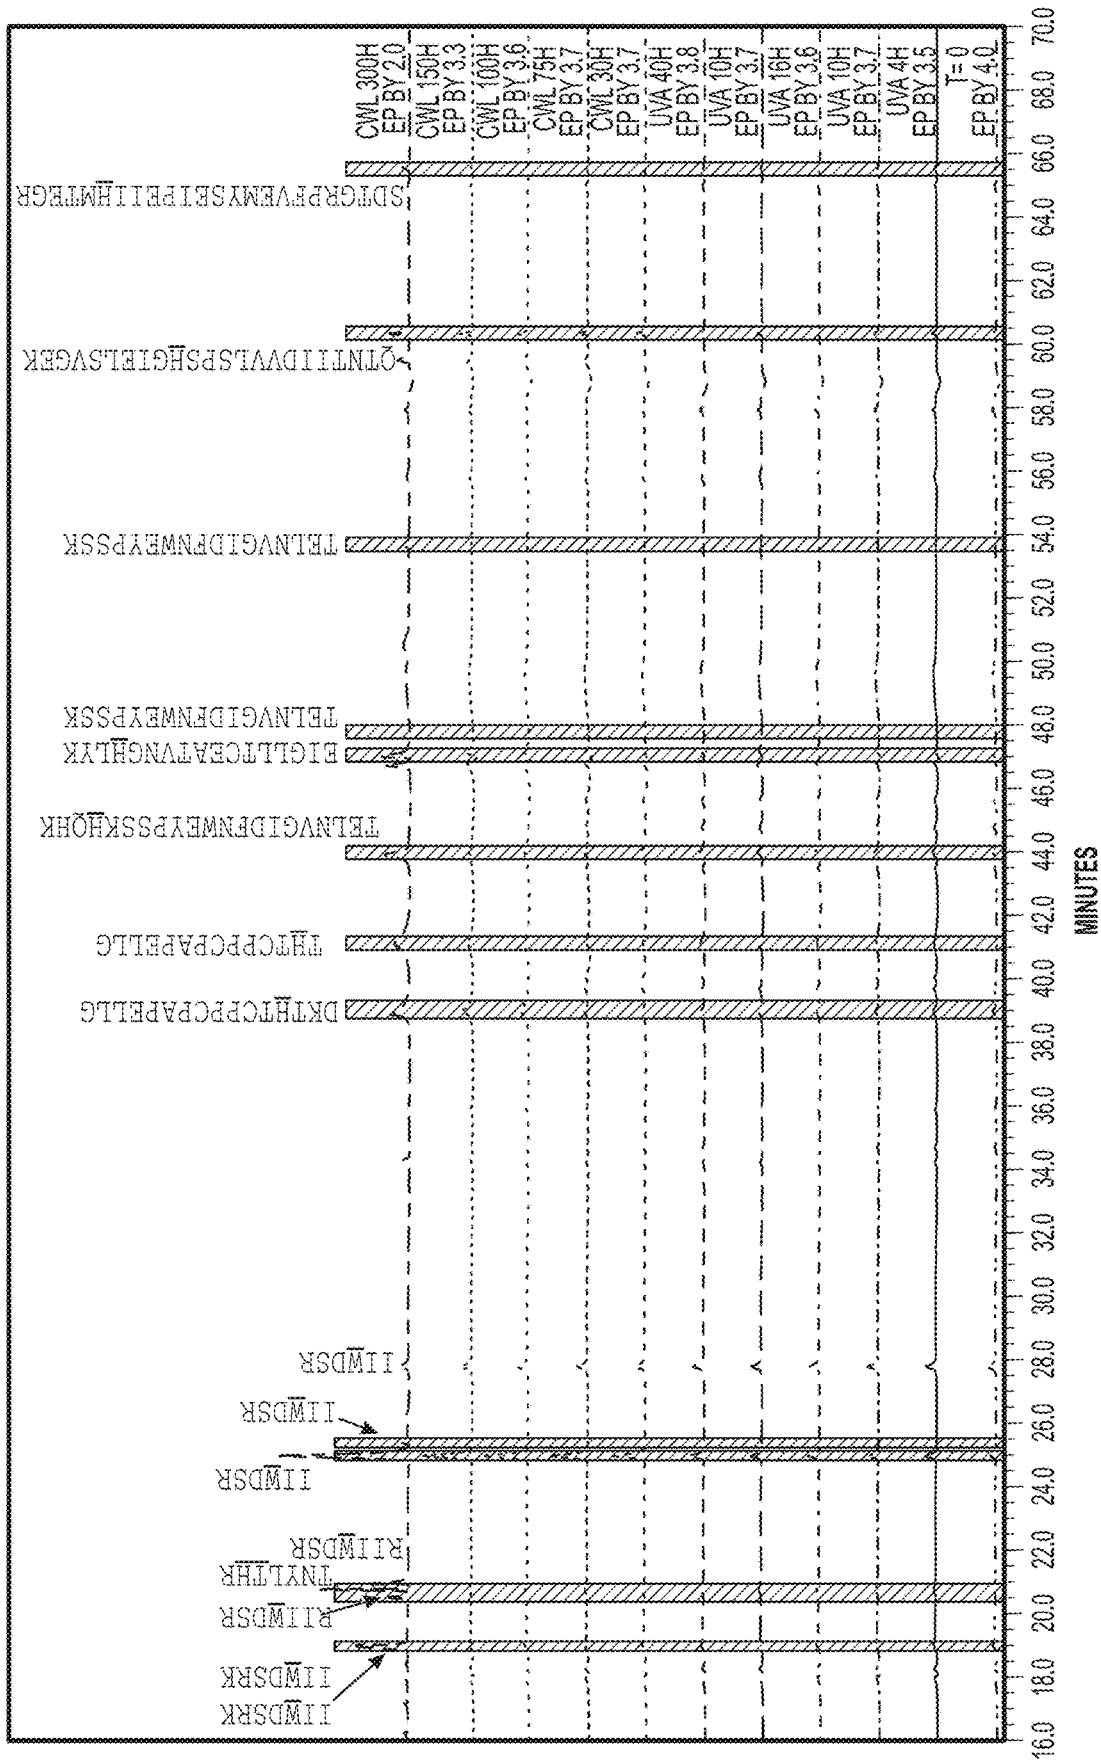 SDTGRPFVEMYSEIPEIIHMTEGR
QTNTIIDVVLSPSHGIELSVGEK
TELNVGIDFNWEYPSSK
TELNVGIDFNWEYPSSK
EIGLLTCEATVNGHLYK
TELNVGIDFNWEYPSSKHQHK
THTCPPCPAPELLG
DKTHTCPPCPAPELLG
IIWDSR
IIWDSR
IIWDSR
RIIWDSR
TNYLTHR
RIIWDSR
IIWDSRK
IIWDSRK
CWL 300H
EP BY 2.0
CWL 150H
EP BY 3.3
CWL 100H
EP BY 3.6
CWL 75H
EP BY 3.7
CWL 30H
EP BY 3.7
UVA 40H
EP BY 3.8
UVA 10H
EP BY 3.7
UVA 16H
EP BY 3.6
UVA 10H
EP BY 3.7
UVA 4H
EP BY 3.5
T= 0
EP BY 4.0
16.0 18.0 20.0 22.0 24.0 26.0 28.0 30.0 32.0 34.0 36.0 38.0 40.0 42.0 44.0 46.0 48.0 50.0 52.0 54.0 56.0 58.0 60.0 62.0 64.0 66.0 68.0 70.0
MINUTES